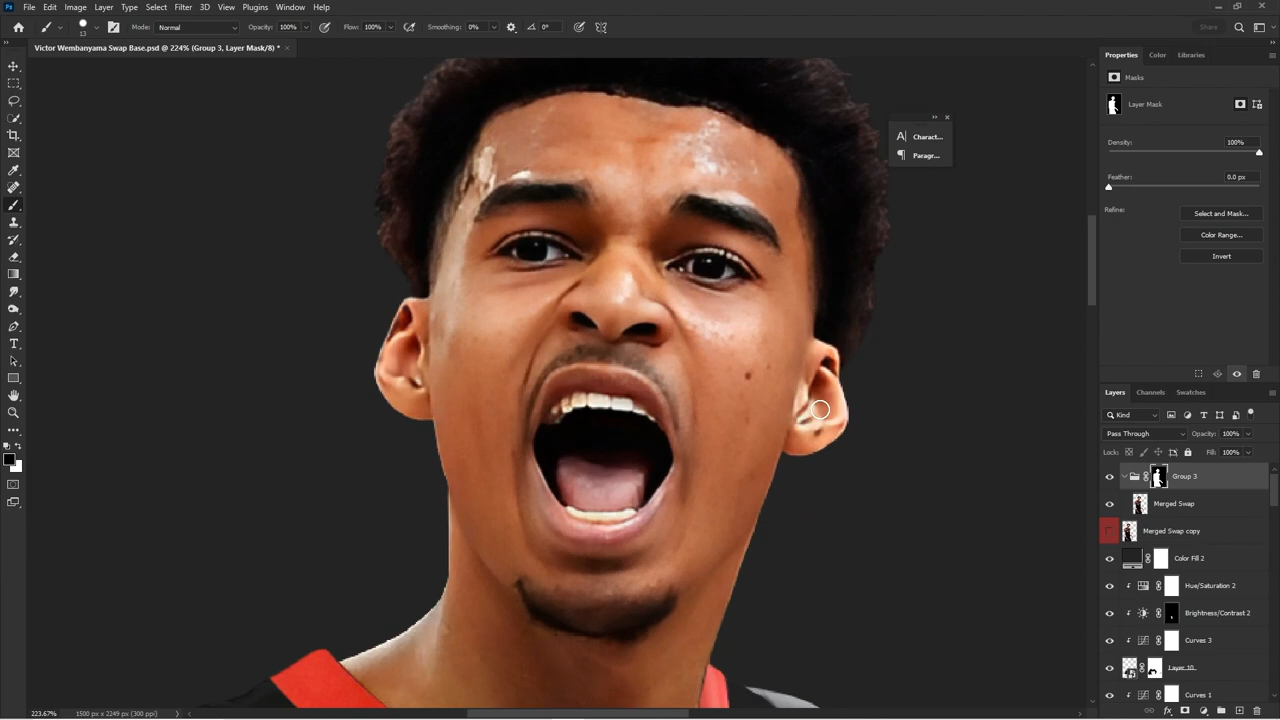 File Edit Image Layer Type Select Filter 3D View Plugins Window Help
13 Mode: Normal Opacity: 100% Flow: 100% Smoothing: 0% 0° Share
Victor Wembanyama Swap Base.psd @ 224% (Group 3, Layer Mask/8) *
Properties Color Libraries
Masks
Layer Mask
Density: 100%
Feather: 0.0 px
Refine: Select and Mask...
Color Range...
Invert
Charact...
Paragr...
Layers Channels Swatches
Kind
Pass Through Opacity: 100%
Lock: Fill: 100%
Group 3
Merged Swap
Merged Swap copy
Color Fill 2
Hue/Saturation 2
Brightness/Contrast 2
Curves 3
Layer 10
Curves 1
223.67% 1500 px x 2249 px (300 ppi)